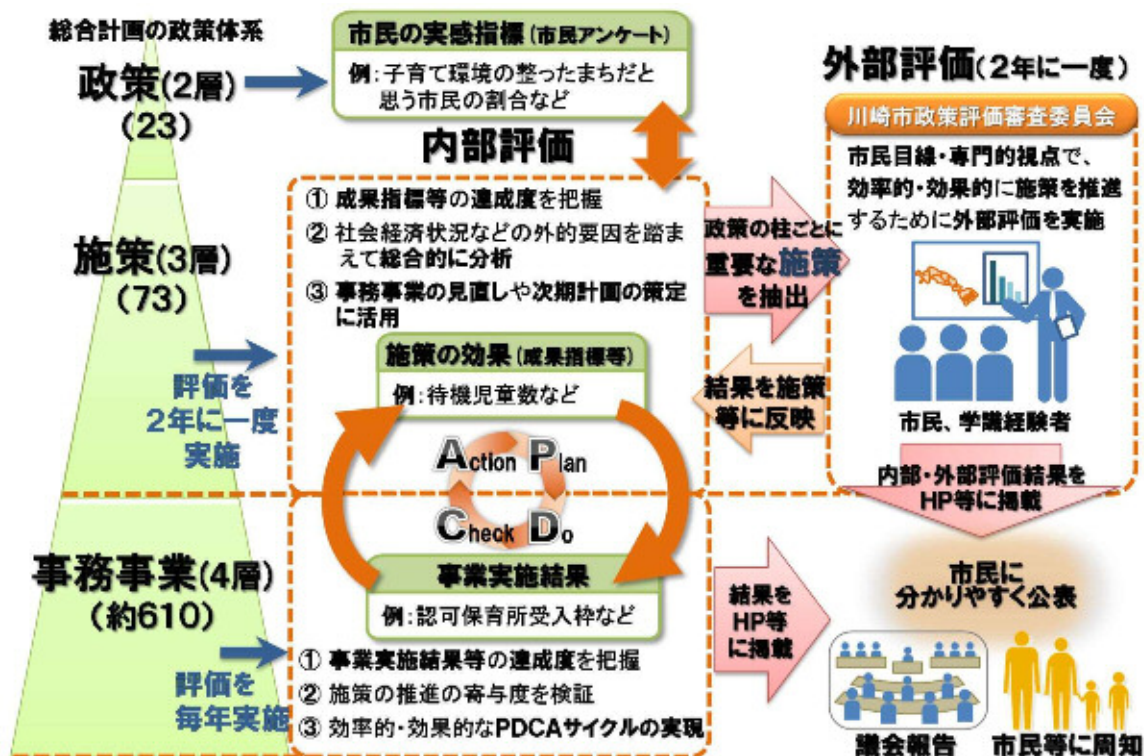 総合計画の政策体系
政策(2層)
(23)
施策(3層)
(73)
評価を
2年に一度
実施
事務事業(4層)
(約610)
評価を
毎年実施
市民の実感指標(市民アンケート)
例:子育て環境の整ったまちだと
思う市民の割合など
内部評価
① 成果指標等の達成度を把握
② 社会経済状況などの外的要因を踏ま
えて総合的に分析
③ 事務事業の見直しや次期計画の策定
に活用
施策の効果(成果指標等)
例:待機児童数など
Action Plan
Check Do
事業実施結果
例:認可保育所受入枠など
① 事業実施結果等の達成度を把握
② 施策の推進の寄与度を検証
③ 効率的・効果的なPDCAサイクルの実現
政策の柱ごとに
重要な施策
を抽出
結果を施策
等に反映
結果を
HP等
に掲載
外部評価(2年に一度)
川崎市政策評価審査委員会
市民目線・専門的視点で、
効率的・効果的に施策を推進
するために外部評価を実施
市民、学識経験者
内部・外部評価結果を
HP等に掲載
市民に
分かりやすく公表
議会報告
市民等に周知